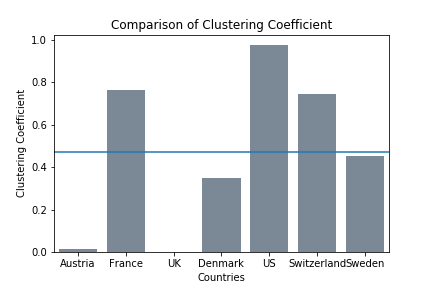 Comparison of Clustering Coefficient
1.0
0.8
0.6
0.4
0.2
0.0
Clustering Coefficient
Austria France UK Denmark US Switzerland Sweden
Countries